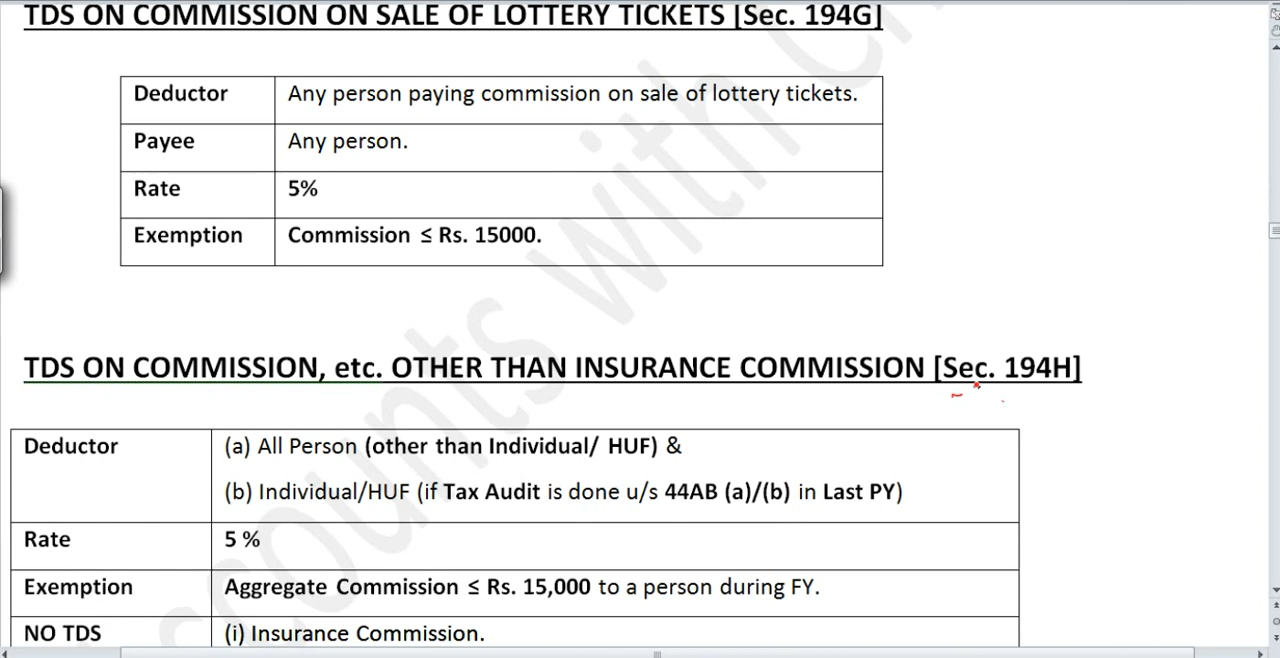 TDS ON COMMISSION ON SALE OF LOTTERY TICKETS [Sec. 194G]
Deductor Any person paying commission on sale of lottery tickets.
Payee Any person.
Rate 5%
Exemption Commission ≤ Rs. 15000.
TDS ON COMMISSION, etc. OTHER THAN INSURANCE COMMISSION [Sec. 194H]
Deductor (a) All Person (other than Individual/ HUF) &
(b) Individual/HUF (if Tax Audit is done u/s 44AB (a)/(b) in Last PY)
Rate 5 %
Exemption Aggregate Commission ≤ Rs. 15,000 to a person during FY.
NO TDS (i) Insurance Commission.